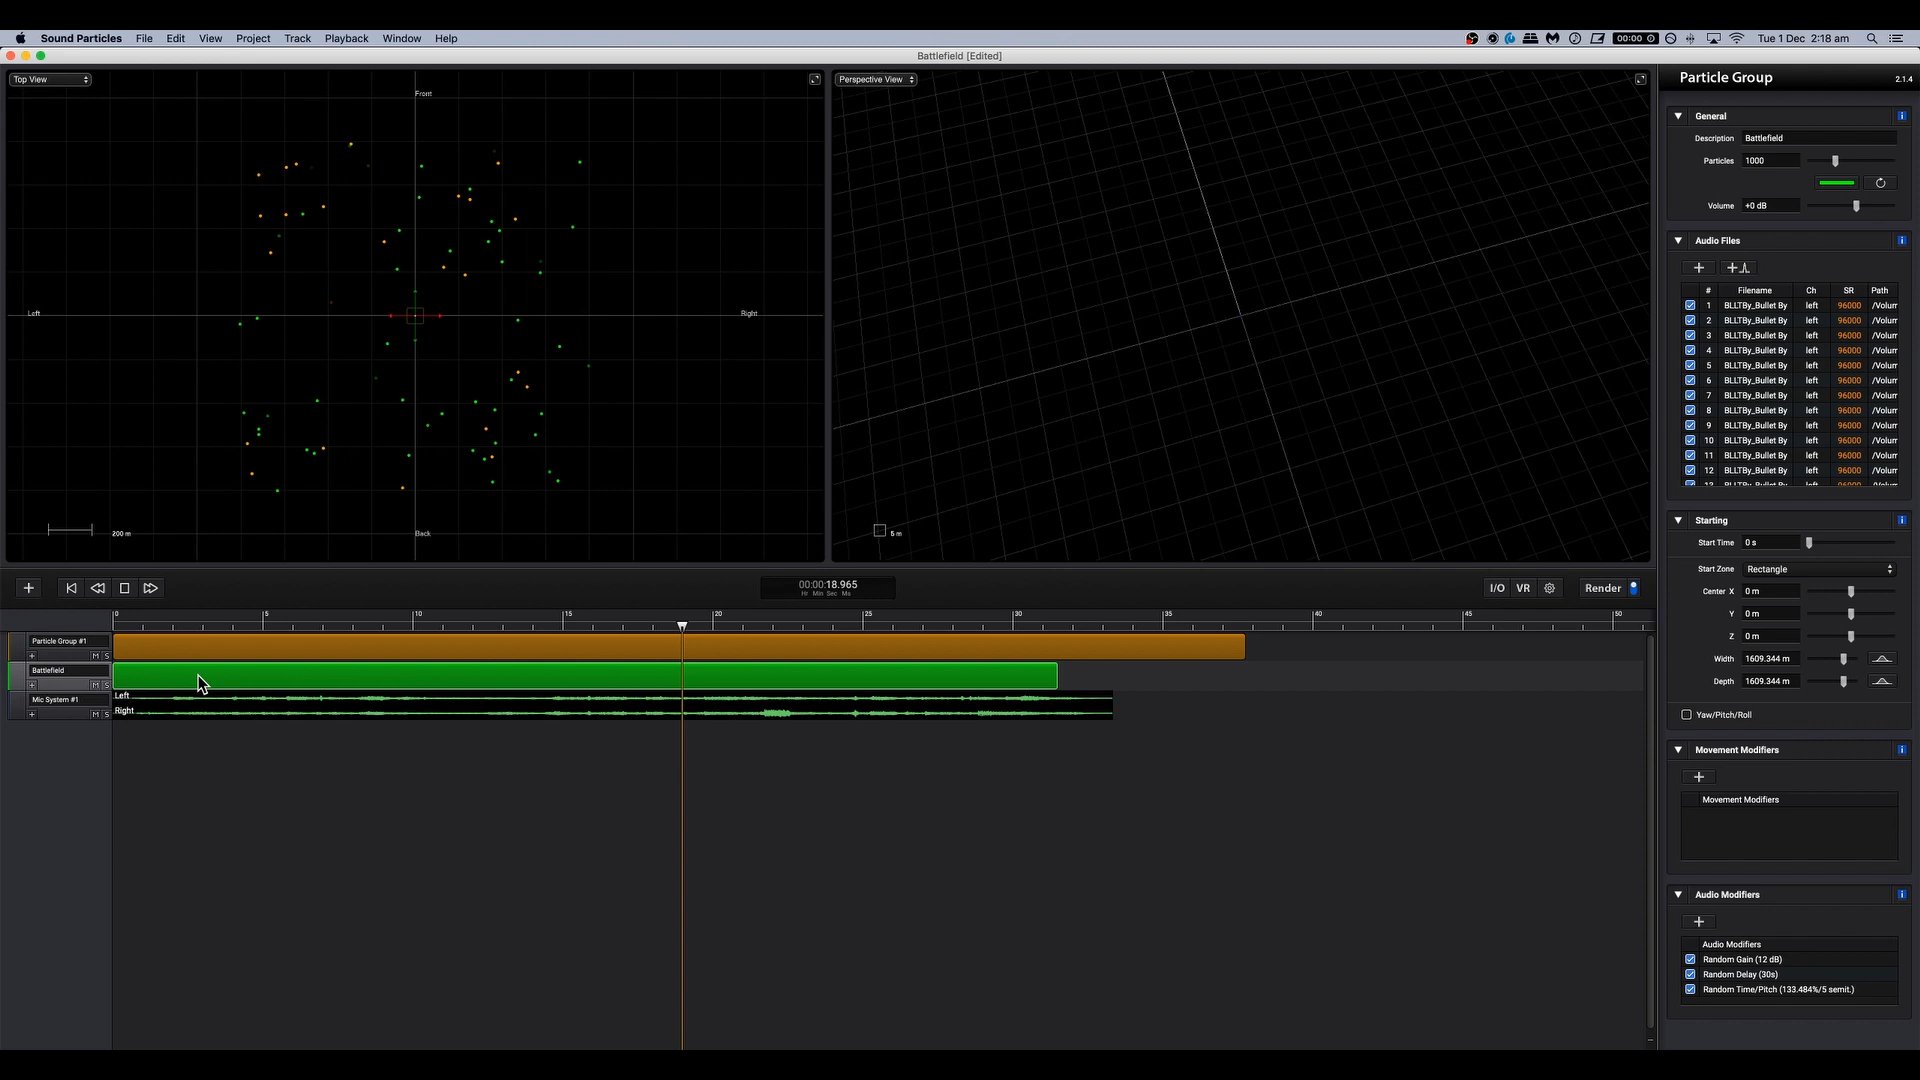 Sound Particles File Edit View Project Track Playback Window Help
00:00
Tue 1 Dec 2:18 am
Battlefield [Edited]
Top View
Front
Left
Right
200 m
Back
Perspective View
5 m
Particle Group
2.1.4
General
Description Battlefield
Particles 1000
Volume +0 dB
Audio Files
# Filename Ch SR Path
1 BLLTBy_Bullet By left 96000 /Volum
2 BLLTBy_Bullet By left 96000 /Volum
3 BLLTBy_Bullet By left 96000 /Volum
4 BLLTBy_Bullet By left 96000 /Volum
5 BLLTBy_Bullet By left 96000 /Volum
6 BLLTBy_Bullet By left 96000 /Volum
7 BLLTBy_Bullet By left 96000 /Volum
8 BLLTBy_Bullet By left 96000 /Volum
9 BLLTBy_Bullet By left 96000 /Volum
10 BLLTBy_Bullet By left 96000 /Volum
11 BLLTBy_Bullet By left 96000 /Volum
12 BLLTBy_Bullet By left 96000 /Volum
Starting
Start Time 0 s
Start Zone Rectangle
Center X 0 m
Y 0 m
Z 0 m
Width 1609.344 m
Depth 1609.344 m
Yaw/Pitch/Roll
Movement Modifiers
Movement Modifiers
Audio Modifiers
Audio Modifiers
Random Gain (12 dB)
Random Delay (30s)
Random Time/Pitch (133.484%/5 semit.)
00:00:18.965
Hr Min Sec Ms
I/O VR
Render
0 5 10 15 20 25 30 35 40 45 50
Particle Group #1
M S
Battlefield
M S
Mic System #1
M S
Left
Right